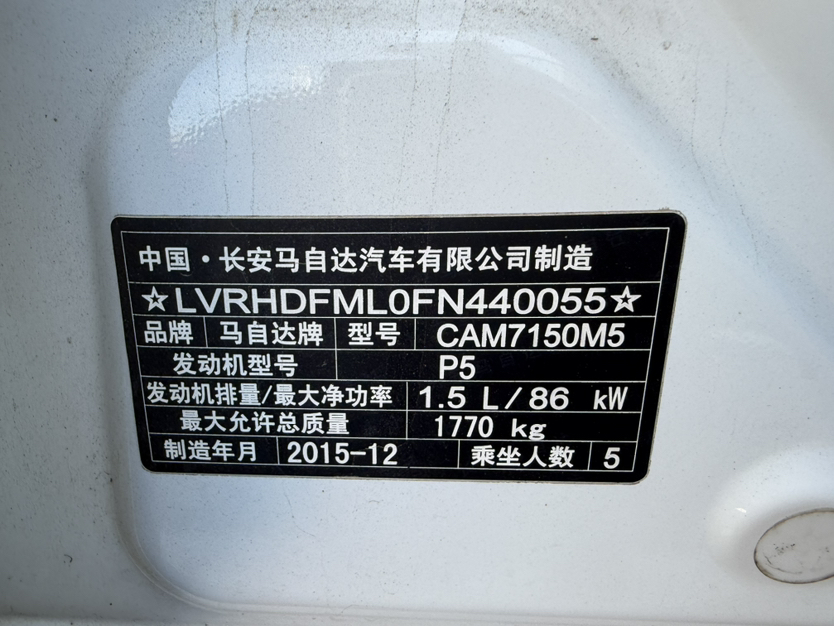 中国·长安马自达汽车有限公司制造
☆LVRHDFML0FN440055☆
品牌 马自达牌 型号 CAM7150M5
发动机型号 P5
发动机排量/最大净功率 1.5 L/86 kW
最大允许总质量 1770 kg
制造年月 2015-12 乘坐人数 5